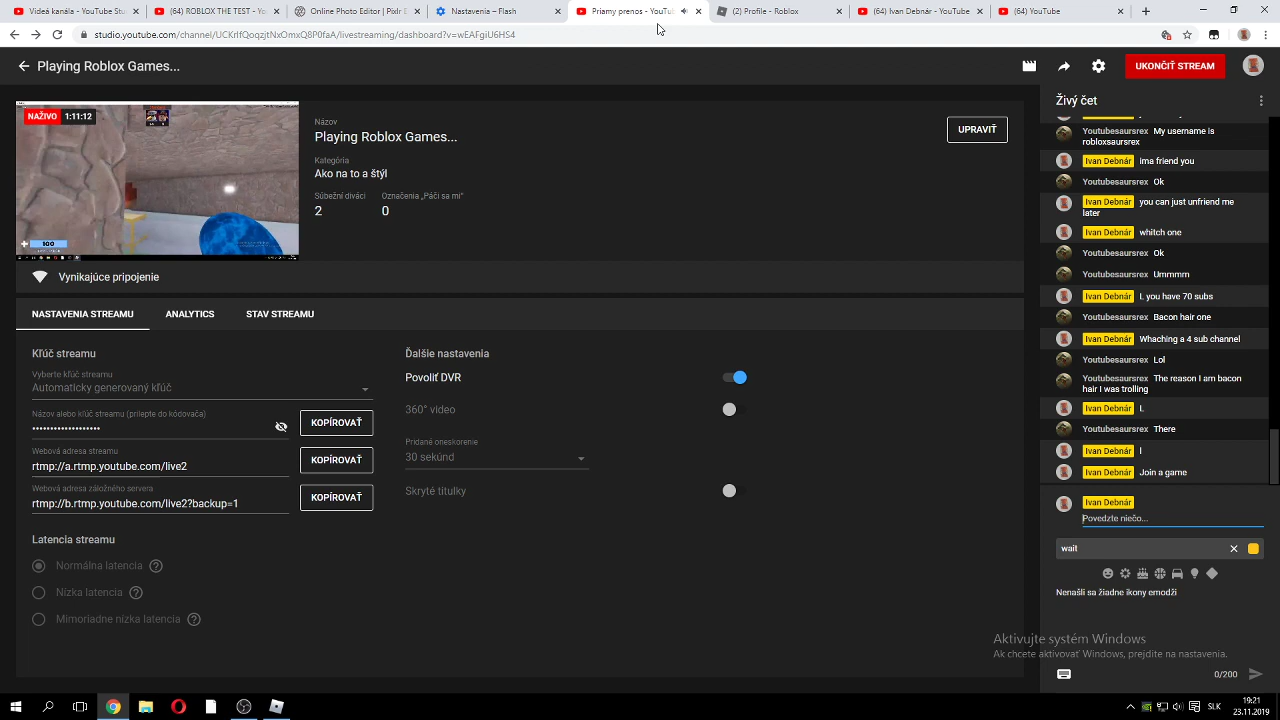 Videá kanála - YouTube Stu
(64) ROBLOX THE TEST - Yo
Online Photo Editor | Pixlr E
Nastavenia – Flash
Priamy prenos - YouTub
(2) Profile - Roblox
(64) Ivan Debnár - YouTube
(64) YouTube
studio.youtube.com/channel/UCKrIfQoqzjtNxOmxQ8P0faA/livestreaming/dashboard?v=wEAFgiU6HS4
Playing Roblox Games...
UKONČIŤ STREAM
NAŽIVO 1:11:12
100
Názov
Playing Roblox Games...
Kategória
Ako na to a štýl
Súbežní diváci
Označenia „Páči sa mi"
2
0
UPRAVIŤ
Vynikajúce pripojenie
NASTAVENIA STREAMU
ANALYTICS
STAV STREAMU
Kľúč streamu
Vyberte kľúč streamu
Automaticky generovaný kľúč
Názov alebo kľúč streamu (prilepte do kódovača)
••••••••••••••••••••
KOPÍROVAŤ
Webová adresa streamu
rtmp://a.rtmp.youtube.com/live2
KOPÍROVAŤ
Webová adresa záložného servera
rtmp://b.rtmp.youtube.com/live2?backup=1
KOPÍROVAŤ
Latencia streamu
Normálna latencia
Nízka latencia
Mimoriadne nízka latencia
Ďalšie nastavenia
Povoliť DVR
360° video
Pridané oneskorenie
30 sekúnd
Skryté titulky
Živý čet
Youtubesaursrex My username is
robloxsaursrex
Ivan Debnár ima friend you
Youtubesaursrex Ok
Ivan Debnár you can just unfriend me
later
Ivan Debnár whitch one
Youtubesaursrex Ok
Youtubesaursrex Ummmm
Ivan Debnár I. you have 70 subs
Youtubesaursrex Bacon hair one
Ivan Debnár Whaching a 4 sub channel
Youtubesaursrex Lol
Youtubesaursrex The reason I am bacon
hair I was trolling
Ivan Debnár I.
Youtubesaursrex There
Ivan Debnár I
Ivan Debnár Join a game
Ivan Debnár
Povedzte niečo...
wait
Nenašli sa žiadne ikony emodži
Aktivujte systém Windows
Ak chcete aktivovať Windows, prejdite na nastavenia.
0/200
SLK
19:21
23.11.2019